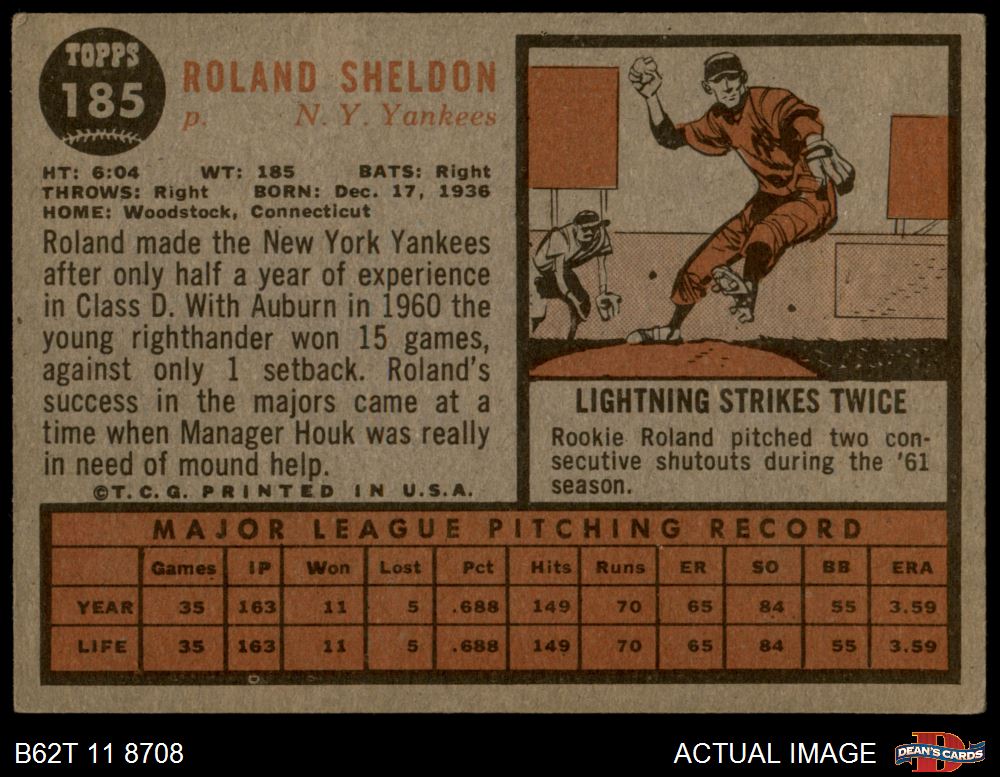 TOPPS
185
ROLAND SHELDON
p. N. Y. Yankees
HT: 6:04 WT: 185 BATS: Right
THROWS: Right BORN: Dec. 17, 1936
HOME: Woodstock, Connecticut
Roland made the New York Yankees
after only half a year of experience
in Class D. With Auburn in 1960 the
young righthander won 15 games,
against only 1 setback. Roland's
success in the majors came at a
time when Manager Houk was really
in need of mound help.
©T.C.G. PRINTED IN U.S.A.
LIGHTNING STRIKES TWICE
Rookie Roland pitched two con-
secutive shutouts during the '61
season.
MAJOR LEAGUE PITCHING RECORD
Games IP Won Lost Pct Hits Runs ER SO BB ERA
YEAR 35 163 11 5 .688 149 70 65 84 55 3.59
LIFE 35 163 11 5 .688 149 70 65 84 55 3.59
B62T 11 8708
ACTUAL IMAGE
D
DEAN'S CARDS